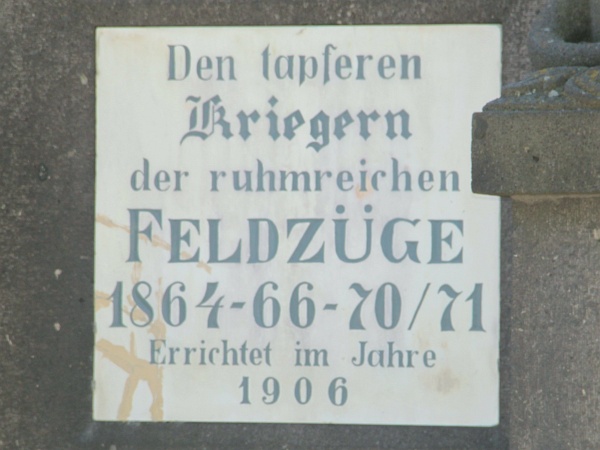 Den tapferen
Kriegern
der ruhmreichen
FELDZÜGE
1864-66-70/71
Errichtet im Jahre
1906